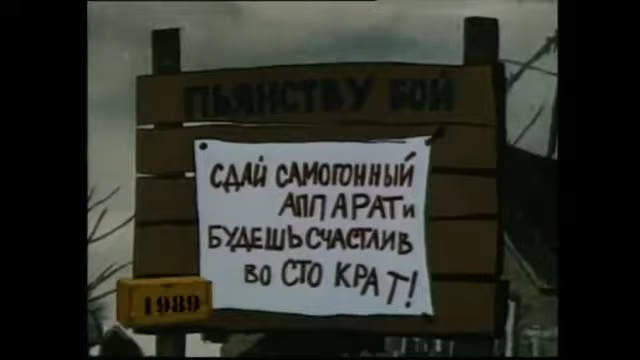 ПЬЯНСТВУ БОЙ
СДАЙ САМОГОННЫЙ
АППАРАТ и
БУДЕШЬ СЧАСТЛИВ
ВО СТО КРАТ!
1989